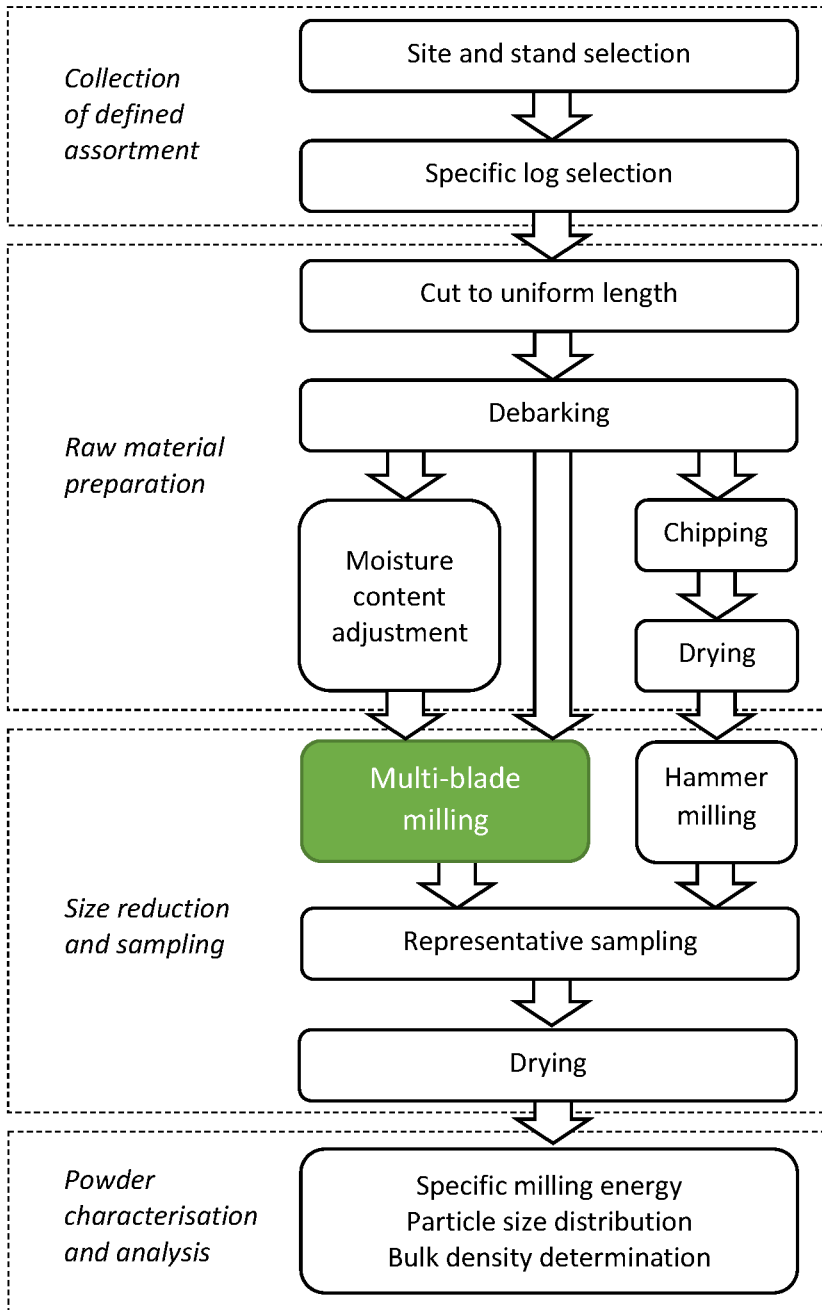 Collection
of defined
assortment
Site and stand selection
Specific log selection
Raw material
preparation
Cut to uniform length
Debarking
Moisture
content
adjustment
Chipping
Drying
Size reduction
and sampling
Multi-blade
milling
Hammer
milling
Representative sampling
Drying
Powder
characterisation
and analysis
Specific milling energy
Particle size distribution
Bulk density determination